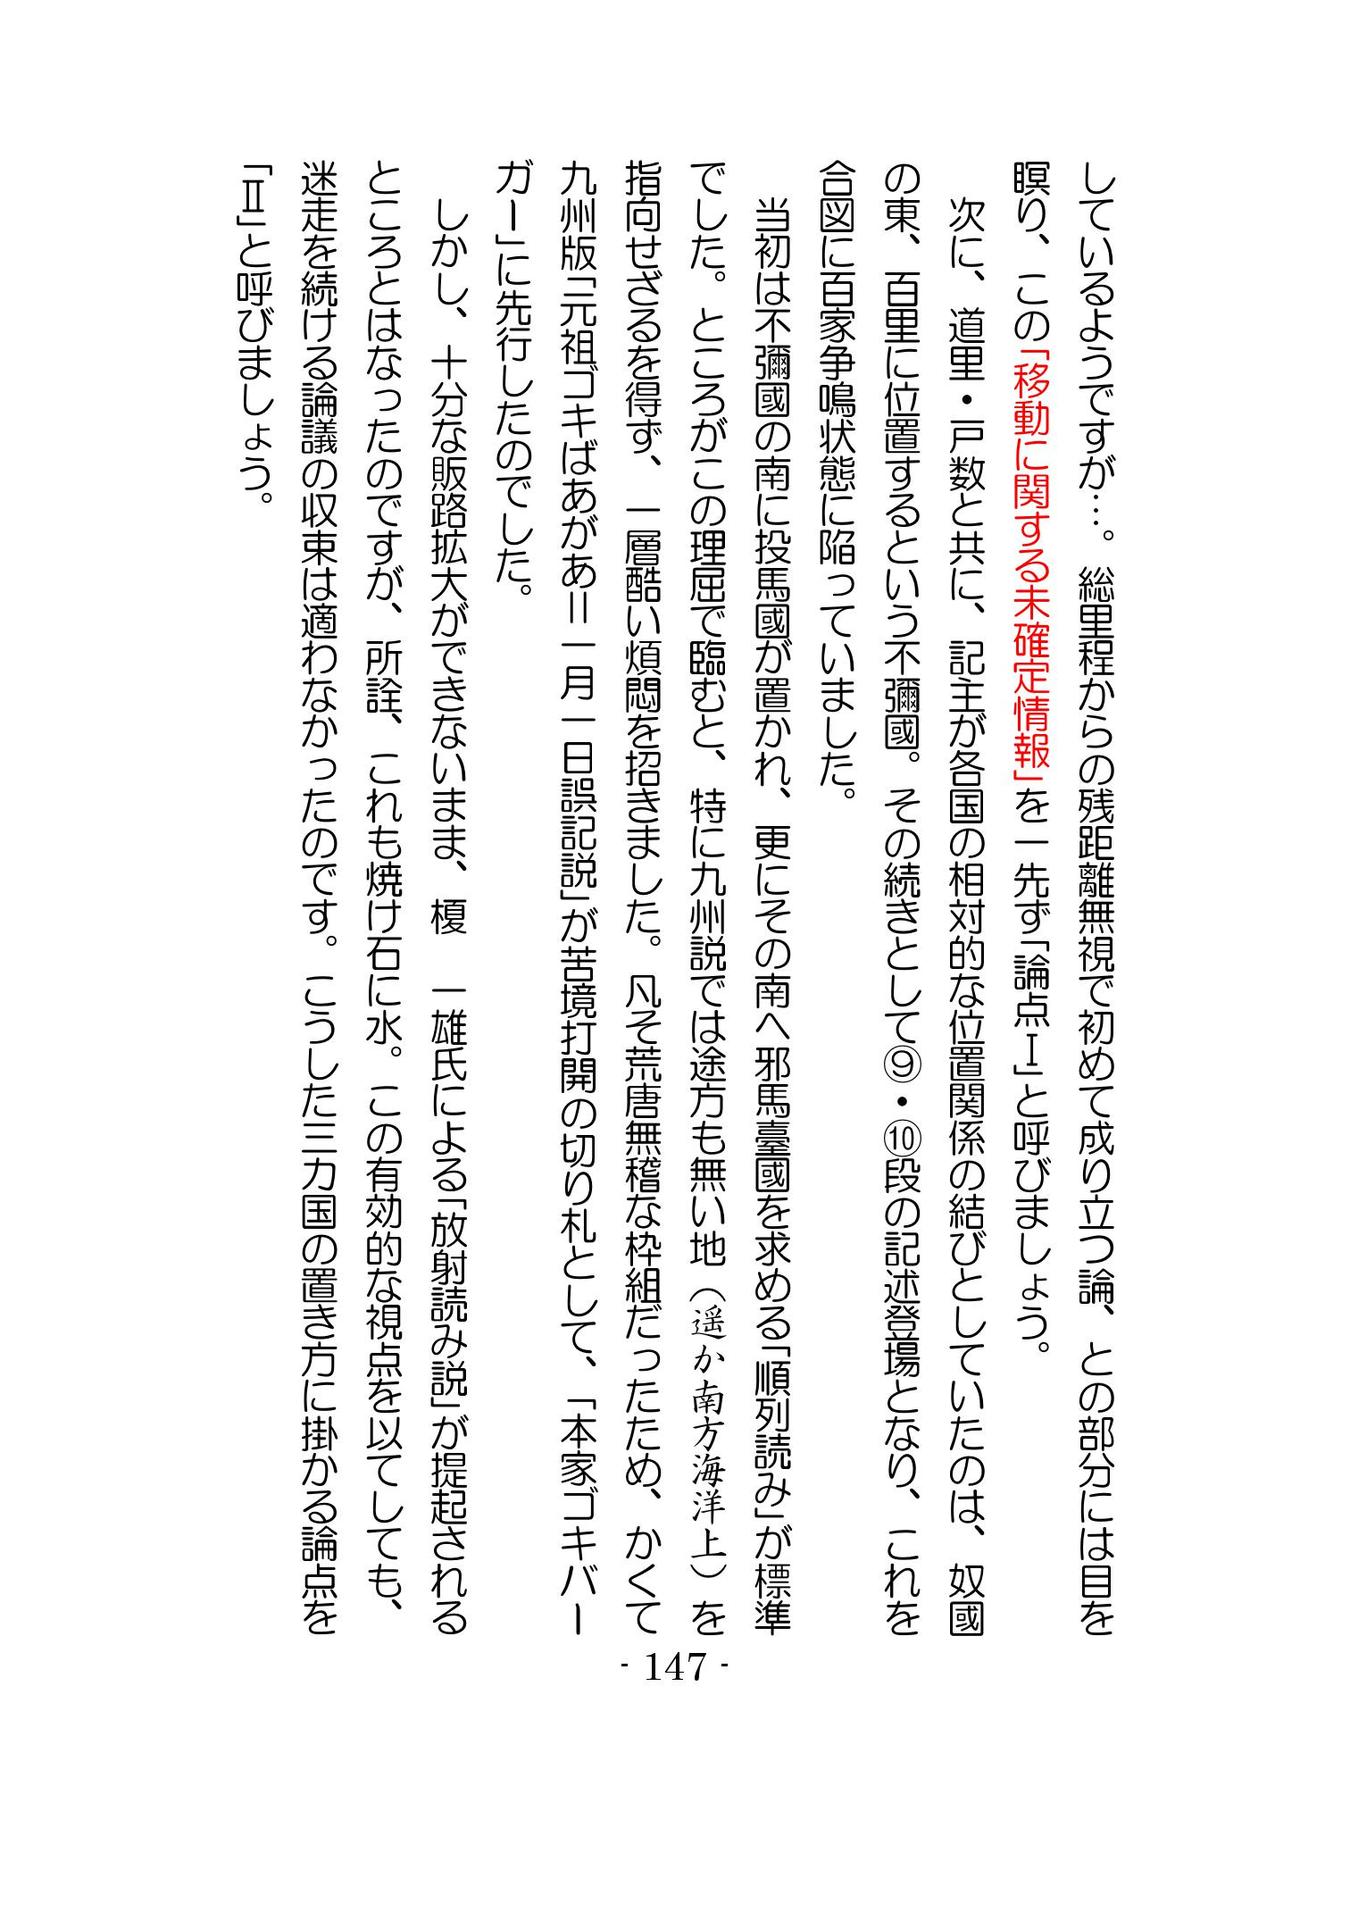 しているようですが…。総里程からの残距離無視で初めて成り立つ論、との部分には目を
瞑り、この「移動に関する未確定情報」を一先ず「論点Ⅰ」と呼びましょう。
　次に、道里・戸数と共に、記主が各国の相対的な位置関係の結びとしていたのは、奴國
の東、百里に位置するという不彌國。その続きとして⑨・⑩段の記述登場となり、これを
合図に百家争鳴状態に陥っていました。
　当初は不彌國の南に投馬國が置かれ、更にその南へ邪馬臺國を求める「順列読み」が標準
でした。ところがこの理屈で臨むと、特に九州説では途方も無い地（遥か南方海洋上）を
指向せざるを得ず、一層酷い煩悶を招きました。凡そ荒唐無稽な枠組だったため、かくて
九州版「元祖ゴキばあがあ＝一月一日誤記説」が苦境打開の切り札として、「本家ゴキバー
ガー」に先行したのでした。
　しかし、十分な販路拡大ができないまま、榎　一雄氏による「放射読み説」が提起される
ところとはなったのですが、所詮、これも焼け石に水。この有効的な視点を以てしても、
迷走を続ける論議の収束は適わなかったのです。こうした三カ国の置き方に掛かる論点を
「Ⅱ」と呼びましょう。
- 147 -